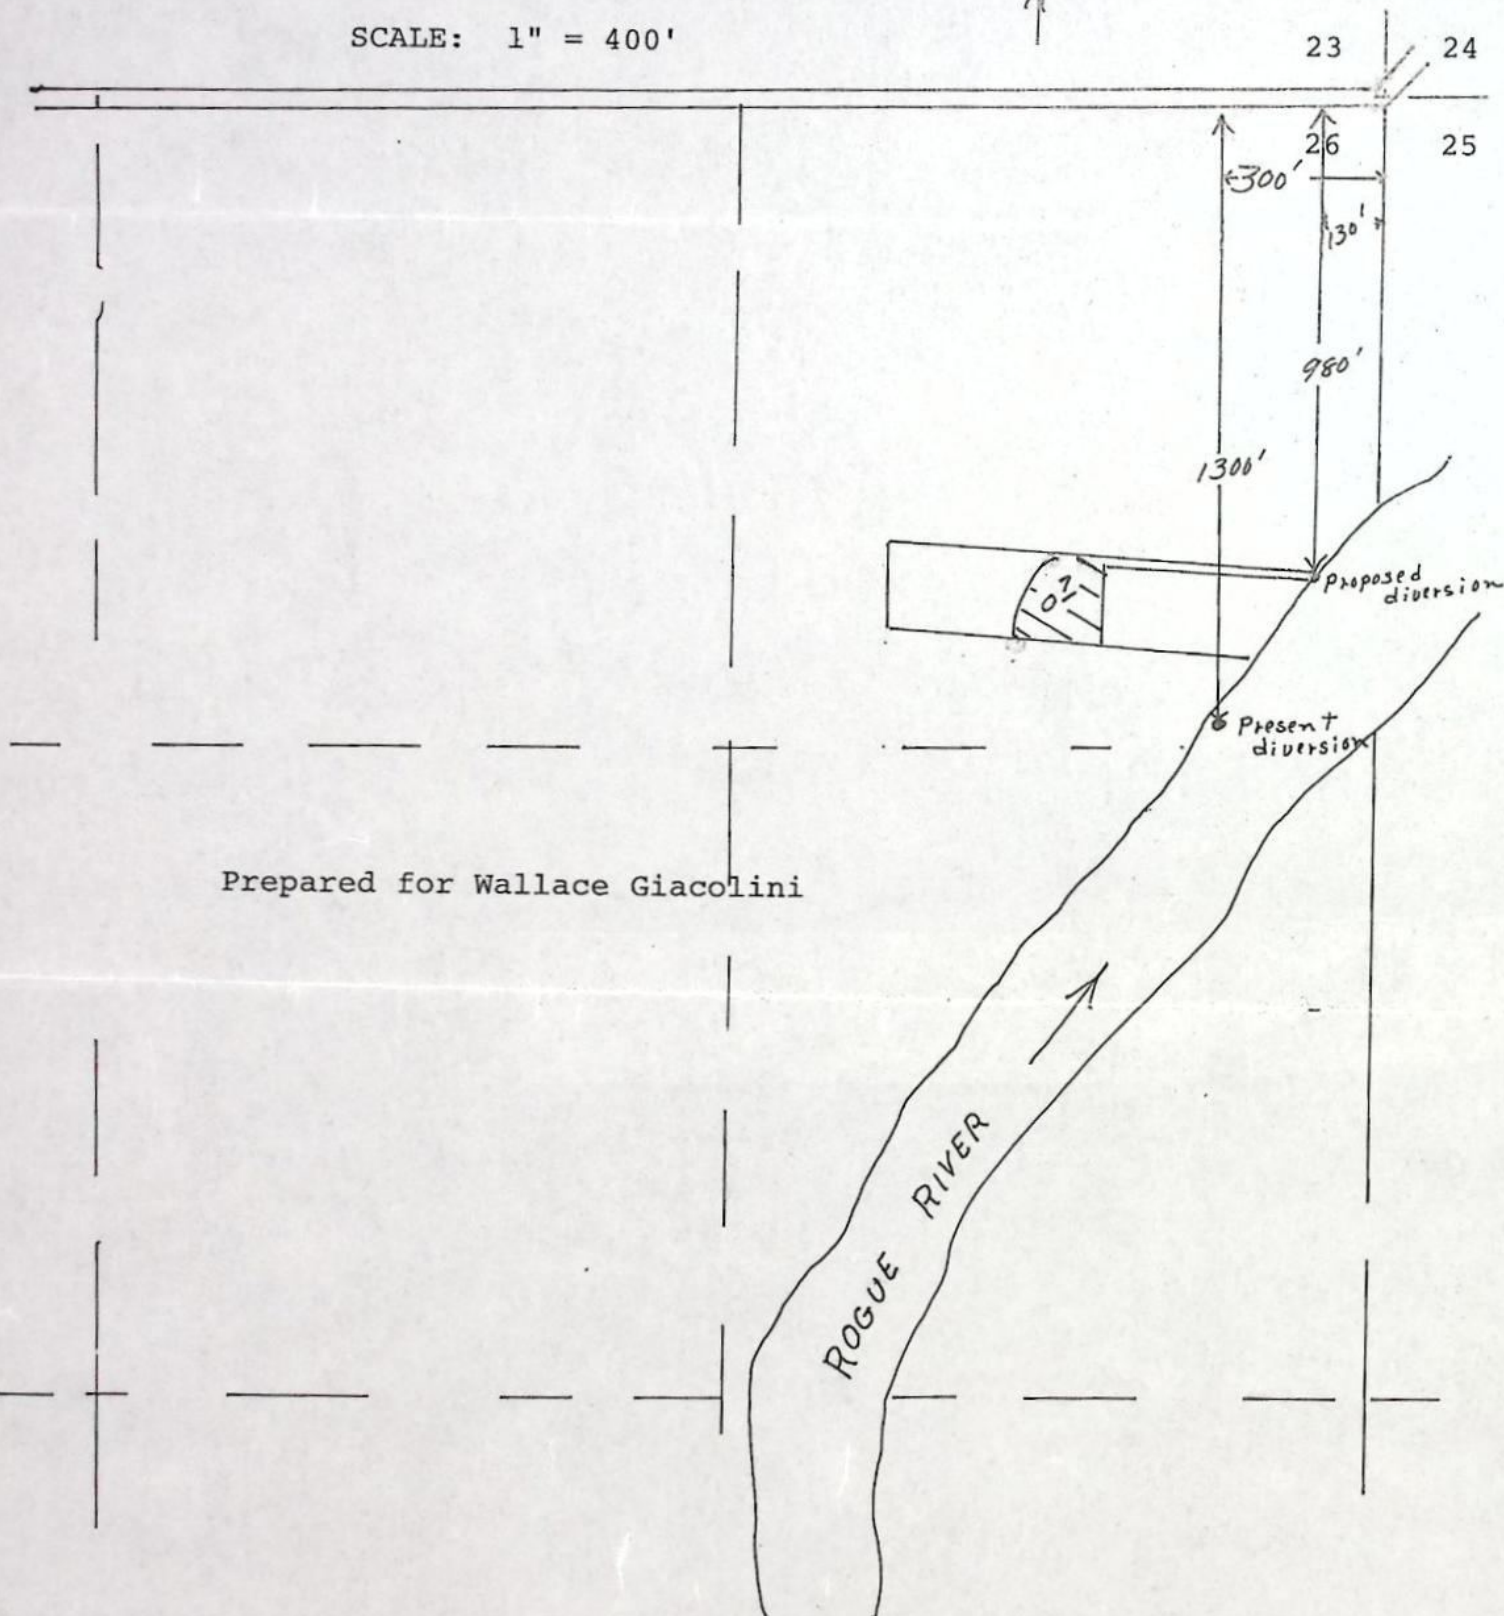 SCALE: 1" = 400'
23
24
26
25
300'
130'
980'
1300'
Proposed
diversion
Present
diversion
Prepared for Wallace Giacolini
ROGUE RIVER